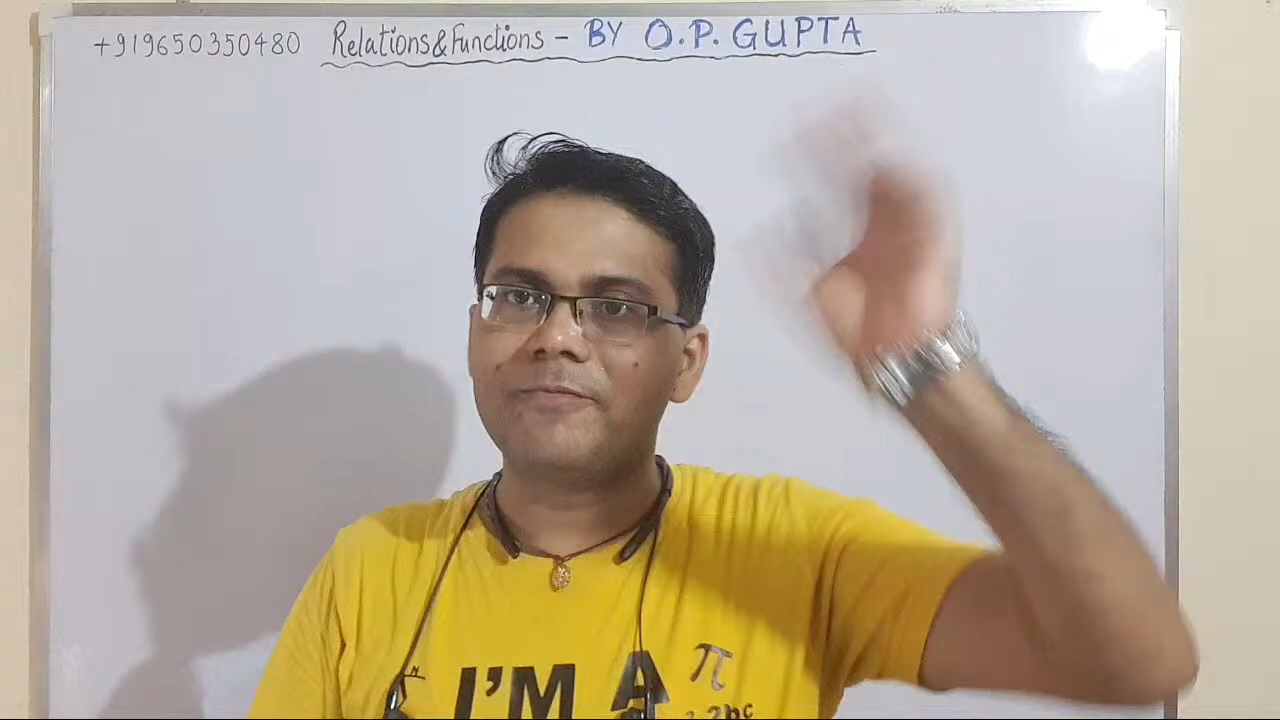 +919650350480 Relations&Functions - BY O.P. GUPTA
I'M A π